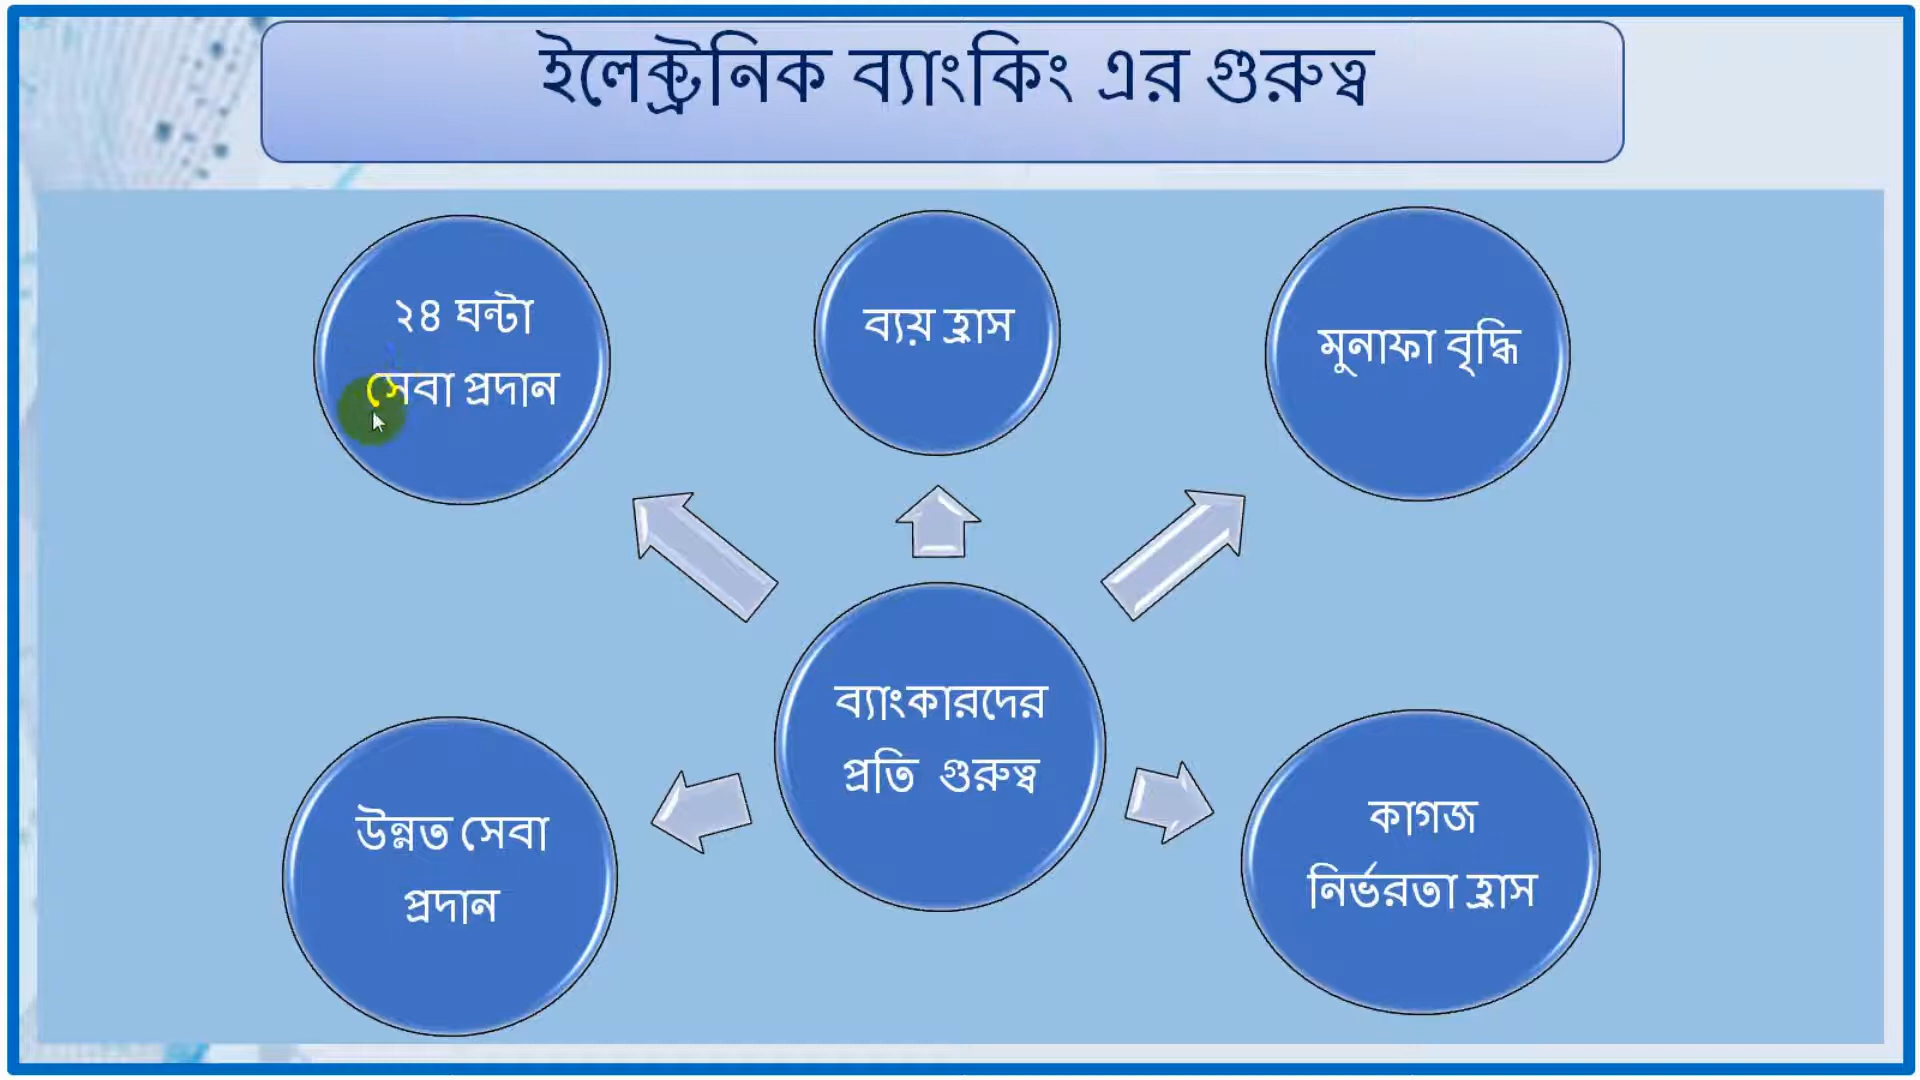 ইলেক্ট্রনিক ব্যাংকিং এর গুরুত্ব
২৪ ঘন্টা
সেবা প্রদান
ব্যয় হ্রাস
মুনাফা বৃদ্ধি
ব্যাংকারদের
প্রতি গুরুত্ব
উন্নত সেবা
প্রদান
কাগজ
নির্ভরতা হ্রাস